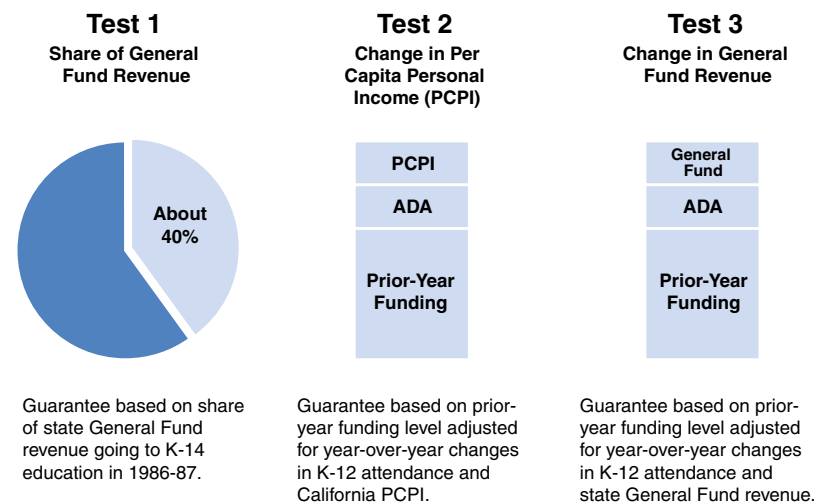 Test 1
Share of General
Fund Revenue
About
40%
Guarantee based on share
of state General Fund
revenue going to K-14
education in 1986-87.
Test 2
Change in Per
Capita Personal
Income (PCPI)
PCPI
ADA
Prior-Year
Funding
Guarantee based on prior-
year funding level adjusted
for year-over-year changes
in K-12 attendance and
California PCPI.
Test 3
Change in General
Fund Revenue
General
Fund
ADA
Prior-Year
Funding
Guarantee based on prior-
year funding level adjusted
for year-over-year changes
in K-12 attendance and
state General Fund revenue.